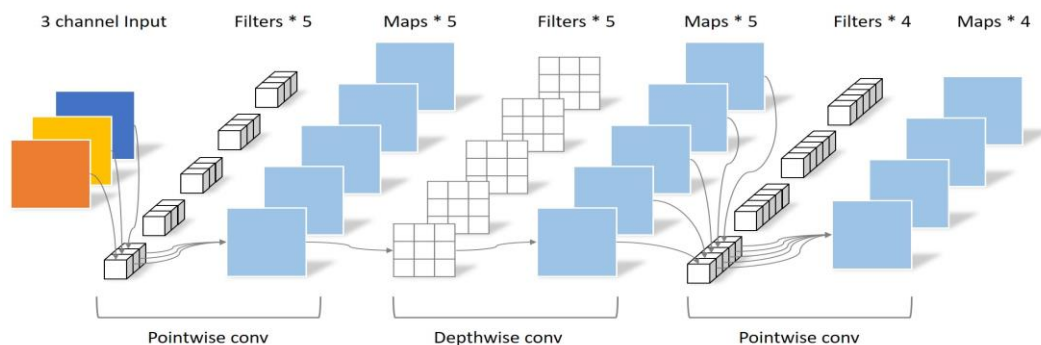 3 channel Input
Filters * 5
Maps * 5
Filters * 5
Maps * 5
Filters * 4
Maps * 4
Pointwise conv
Depthwise conv
Pointwise conv